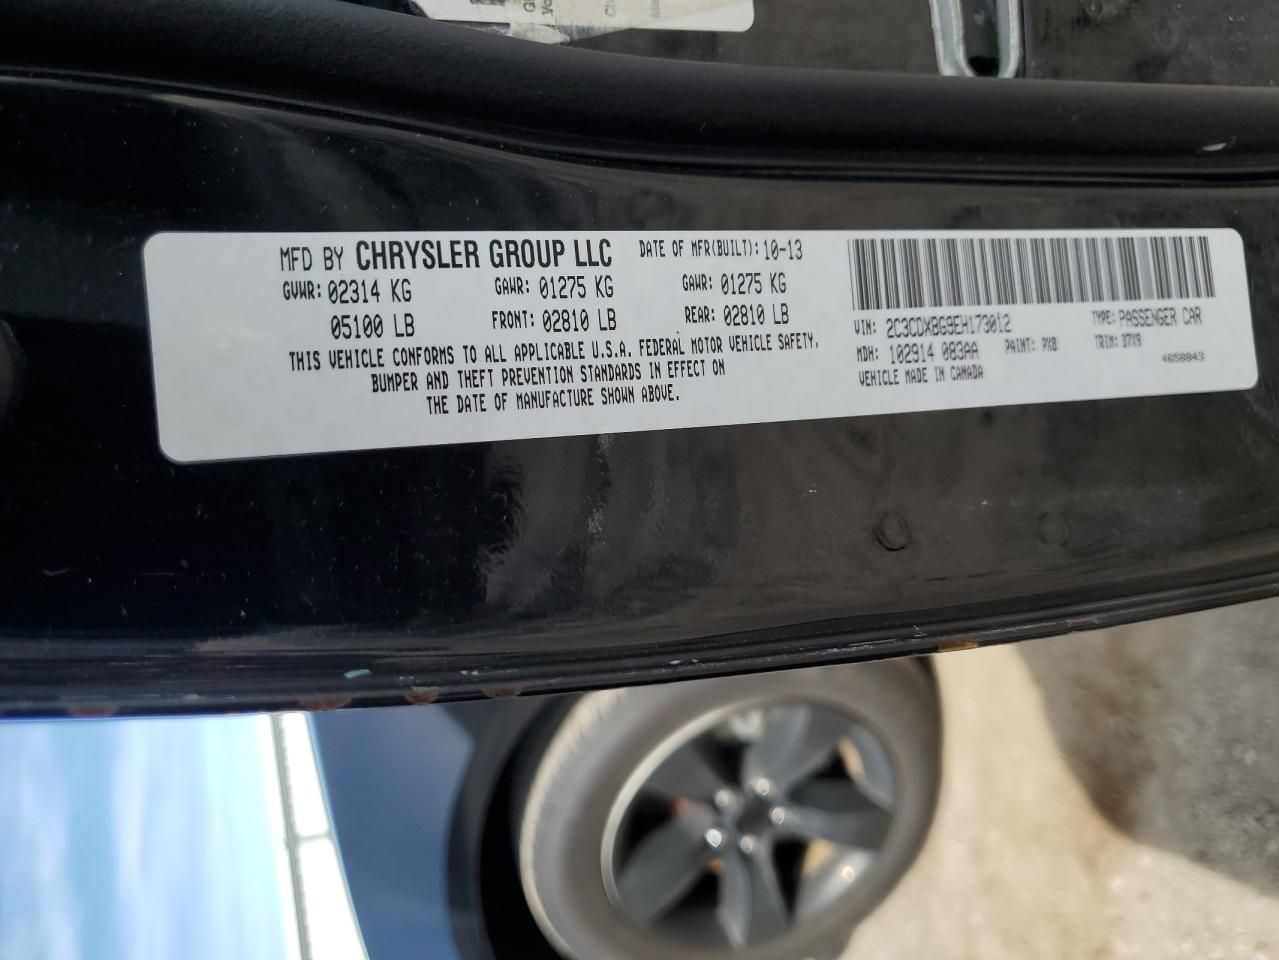 MFD BY CHRYSLER GROUP LLC DATE OF MFR(BUILT): 10-13
GVWR: 02314 KG GAWR: 01275 KG GAWR: 01275 KG
05100 LB FRONT: 02810 LB REAR: 02810 LB
THIS VEHICLE CONFORMS TO ALL APPLICABLE U.S.A. FEDERAL MOTOR VEHICLE SAFETY.
BUMPER AND THEFT PREVENTION STANDARDS IN EFFECT ON
THE DATE OF MANUFACTURE SHOWN ABOVE.
VIN: 2C3CDXBG9EH173012 TYPE: PASSENGER CAR
MDH: 102914 083AA PAINT: PX8 TRIM: B7X9
VEHICLE MADE IN CANADA 4658843